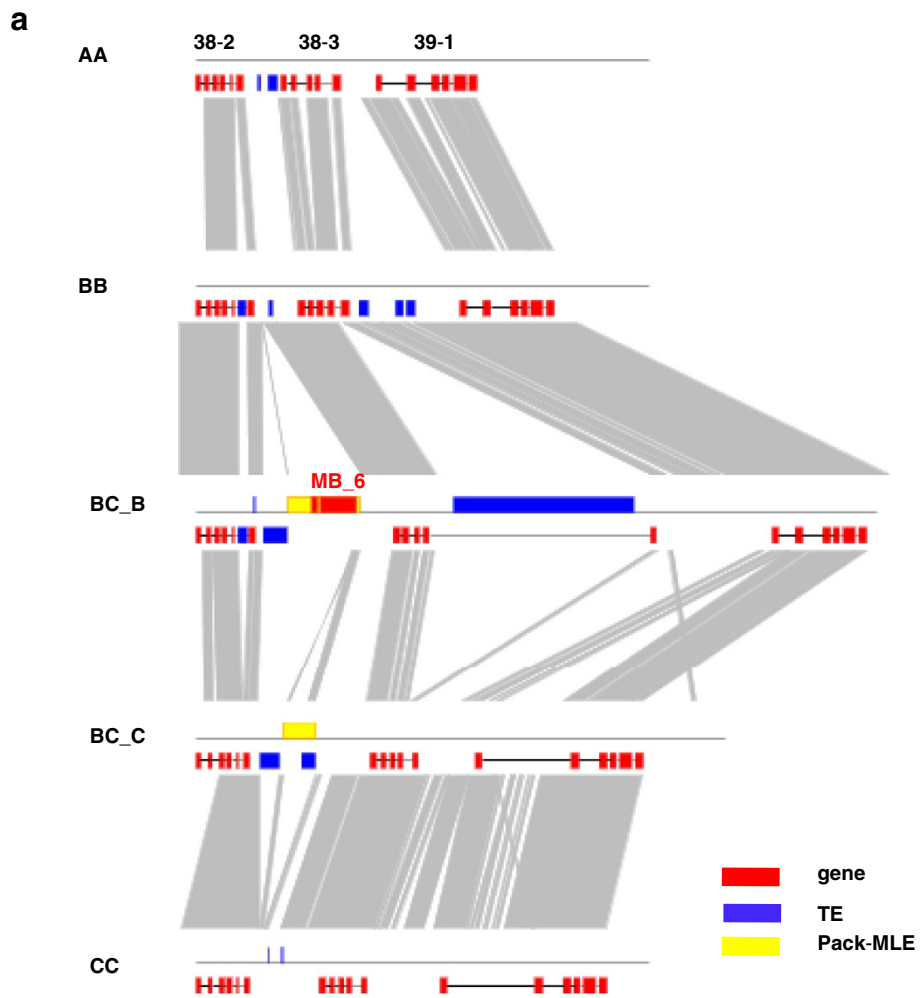 a
38-2 38-3 39-1
AA
BB
MB_6
BC_B
BC_C
gene
TE
Pack-MLE
CC